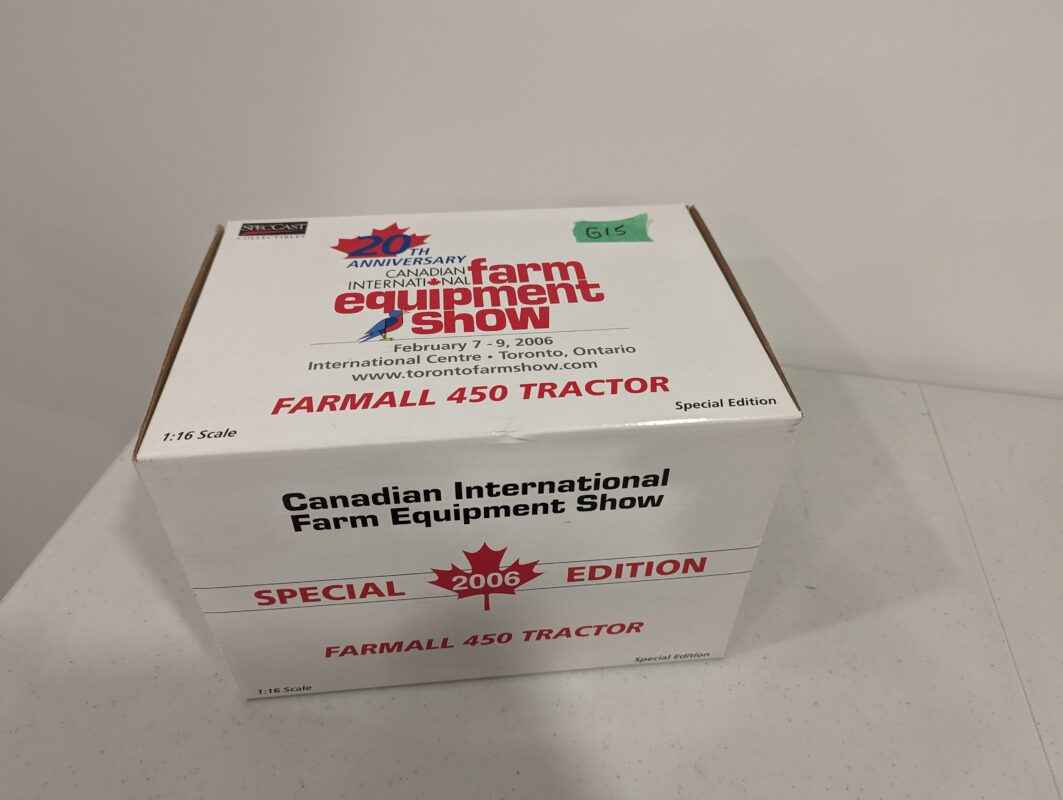 SPECCAST
COLLECTIBLES
G15
20TH
ANNIVERSARY
CANADIAN
INTERNATIONAL
farm
equipment
show
February 7 - 9, 2006
International Centre • Toronto, Ontario
www.torontofarmshow.com
FARMALL 450 TRACTOR
1:16 Scale
Special Edition
Canadian International
Farm Equipment Show
SPECIAL 2006 EDITION
FARMALL 450 TRACTOR
1:16 Scale
Special Edition